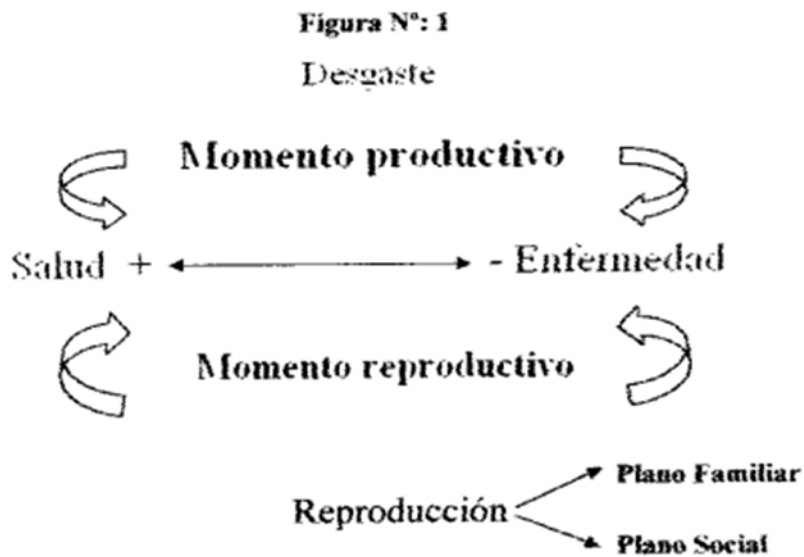 Figura Nº: 1
Desgaste
Momento productivo
Salud + - Enfermedad
Momento reproductivo
Plano Familiar
Reproducción
Plano Social